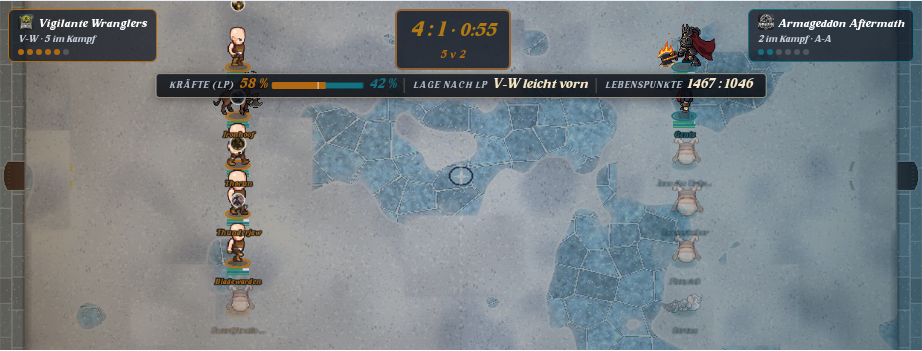 Vigilante Wranglers
V-W · 5 im Kampf
4 : 1 · 0:55
5 v 2
Armageddon Aftermath
2 im Kampf · A-A
KRÄFTE (LP) 58 % 42 % LAGE NACH LP V-W leicht vorn LEBENSPUNKTE 1467 : 1046
Thunderjaw
Bladewarden